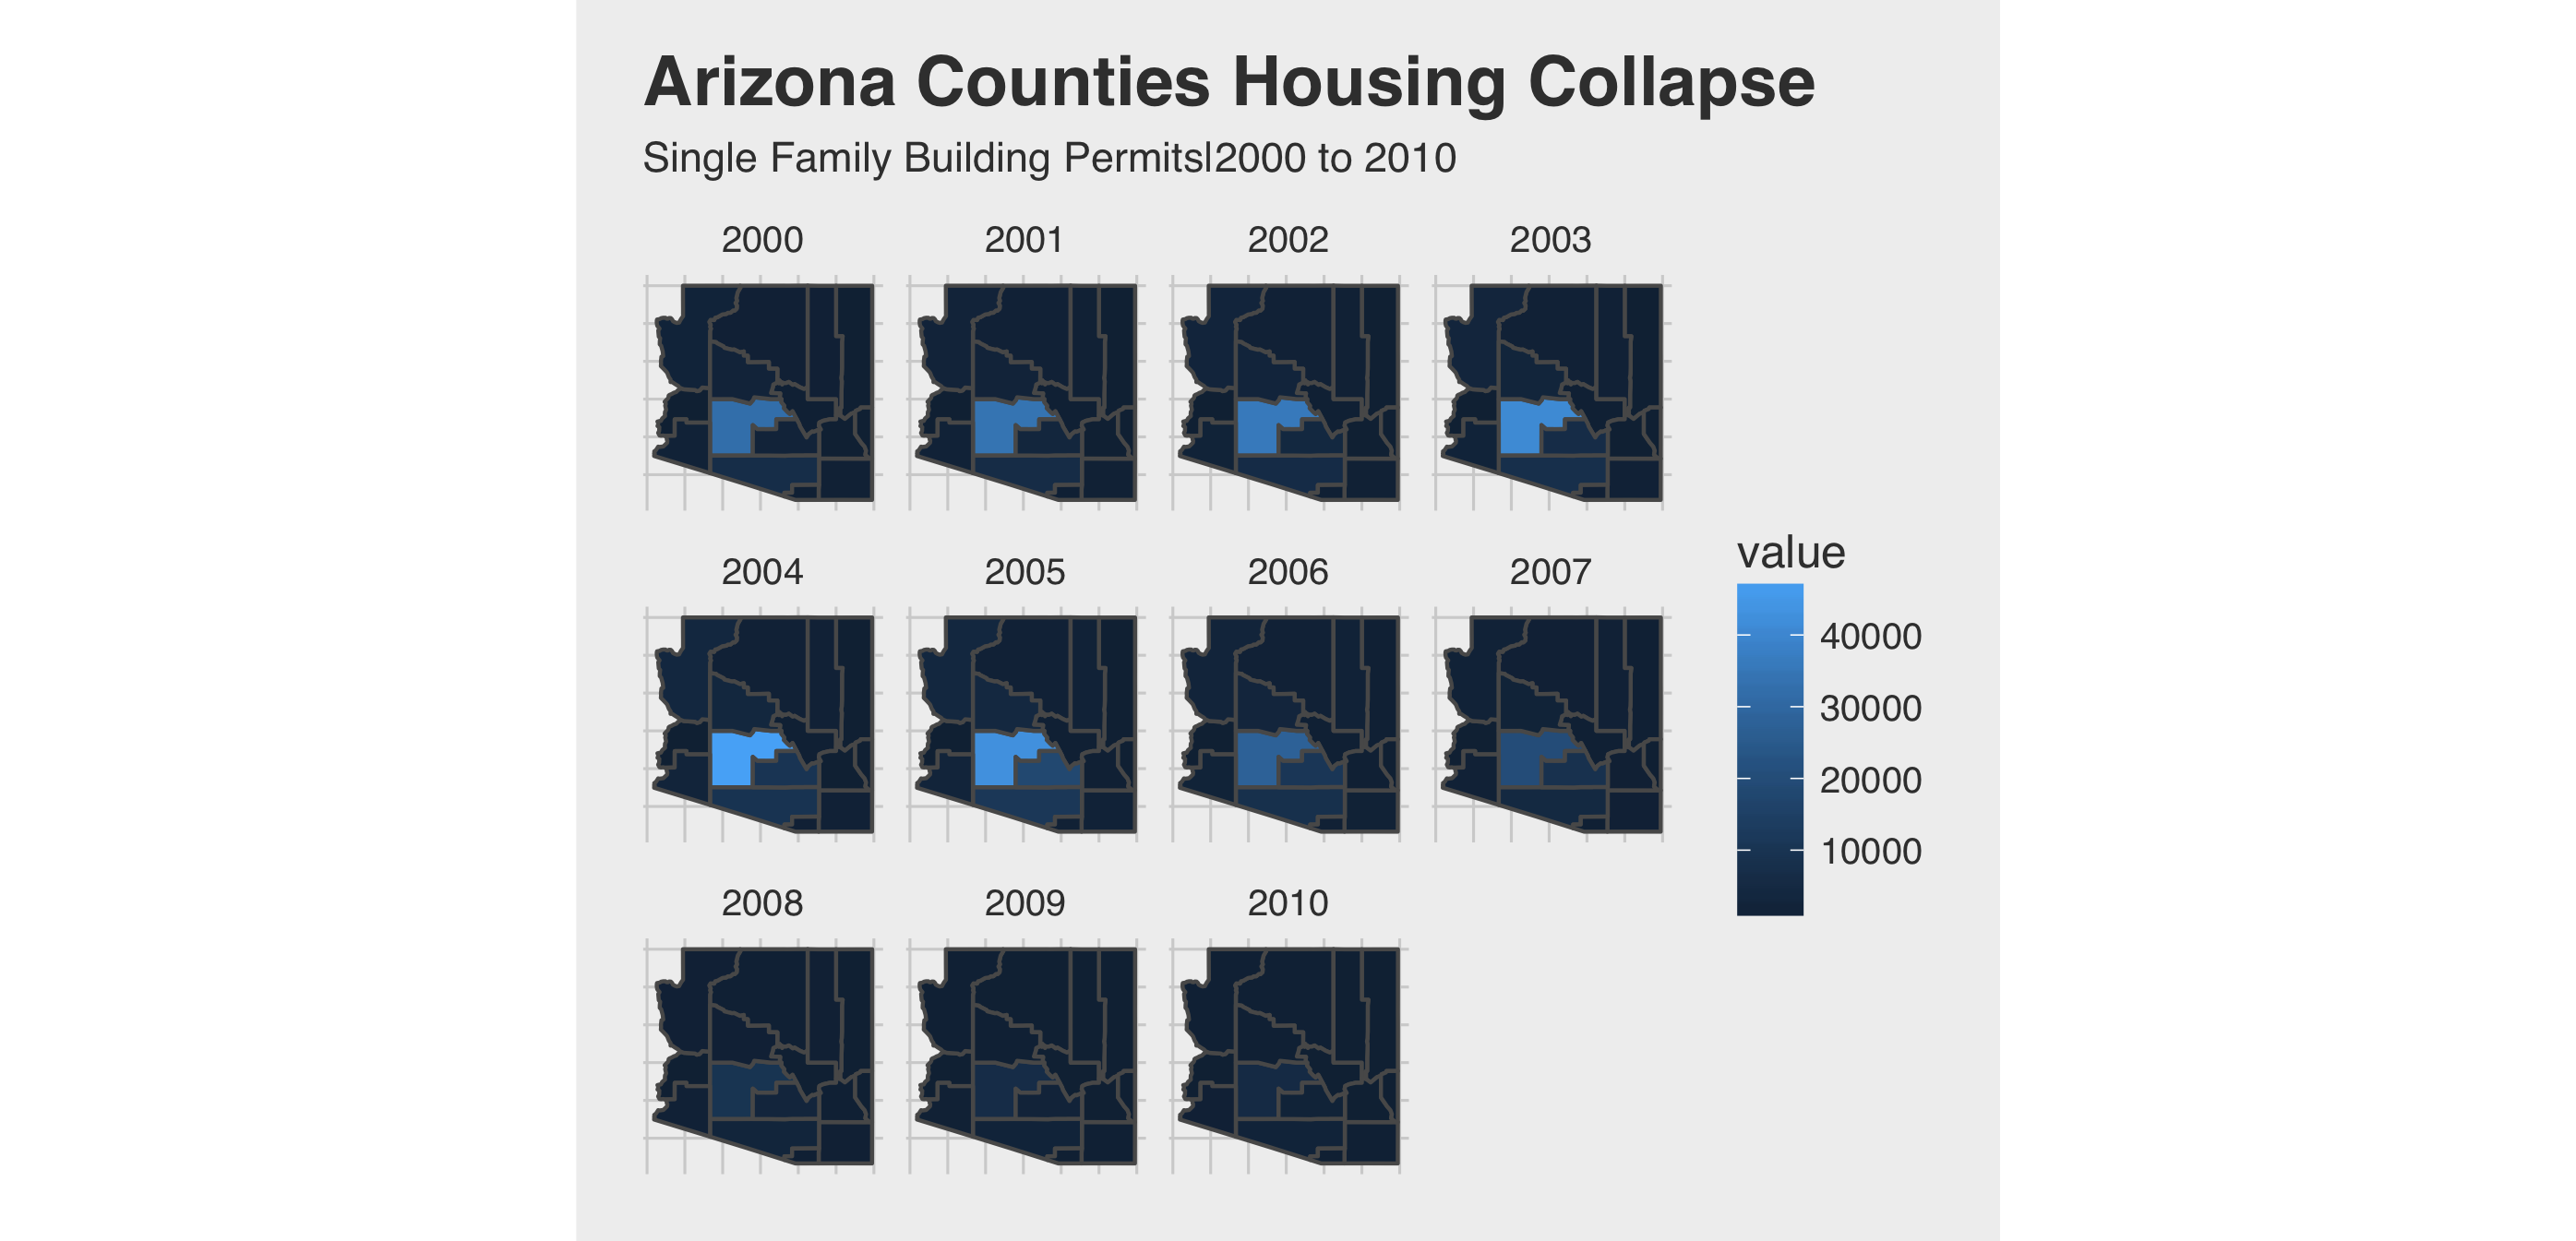 Arizona Counties Housing Collapse
Single Family Building Permits|2000 to 2010
2000 2001 2002 2003
2004 2005 2006 2007
value
40000
30000
20000
10000
2008 2009 2010